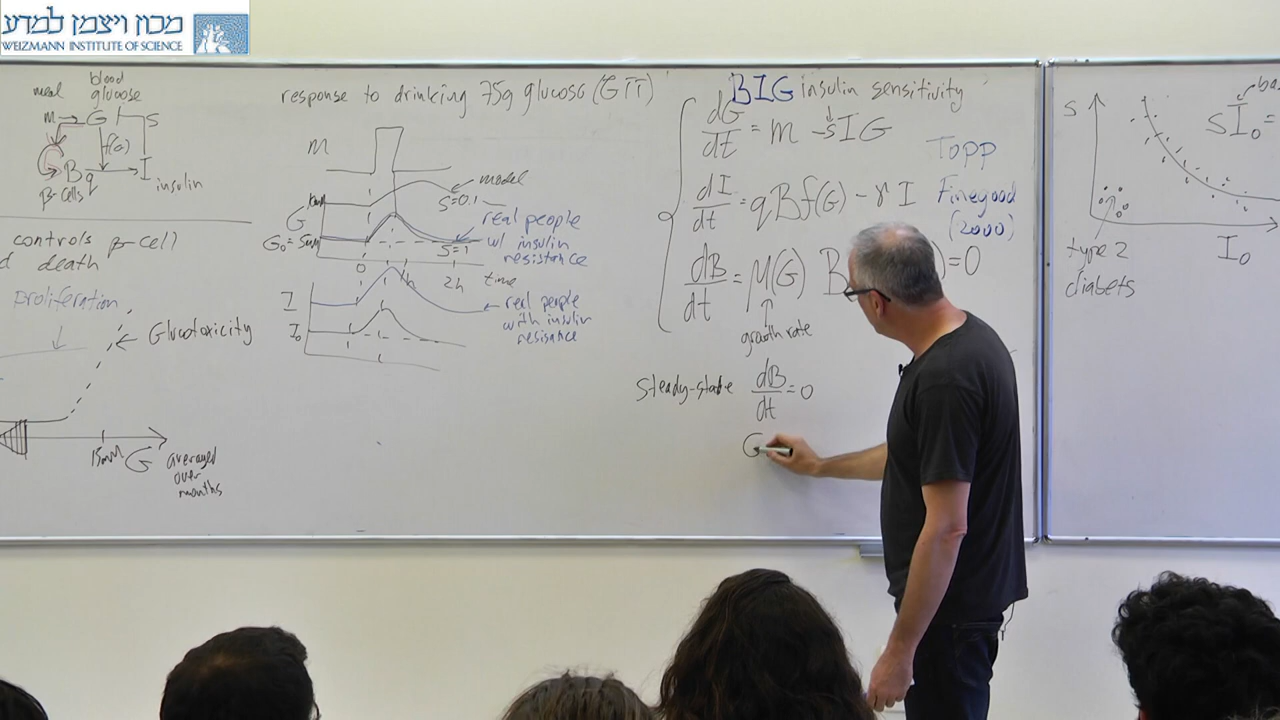 מכון ויצמן למדע
WEIZMANN INSTITUTE OF SCIENCE
meal
blood
glucose
m → G
S
f(G)
B q → I
β-cells
insulin
controls β-cell
death
proliferation
Glucotoxicity
15mM G
averaged
over
months
response to drinking 75g glucose (GTT)
m
model
S=0.1
G
real people
w/ insulin
resistance
G₀ = 5mM
S=1
0 1h 2h time
I
I₀
real people
with insulin
resisance
BIG insulin sensitivity
dG/dt = m - sIG
dI/dt = qBf(G) - γ I
dB/dt = μ(G) B
)=0
growth rate
Topp
Finegood
(2000)
Steady-state dB/dt = 0
G
S
I₀
type 2
diabets
sI₀ =